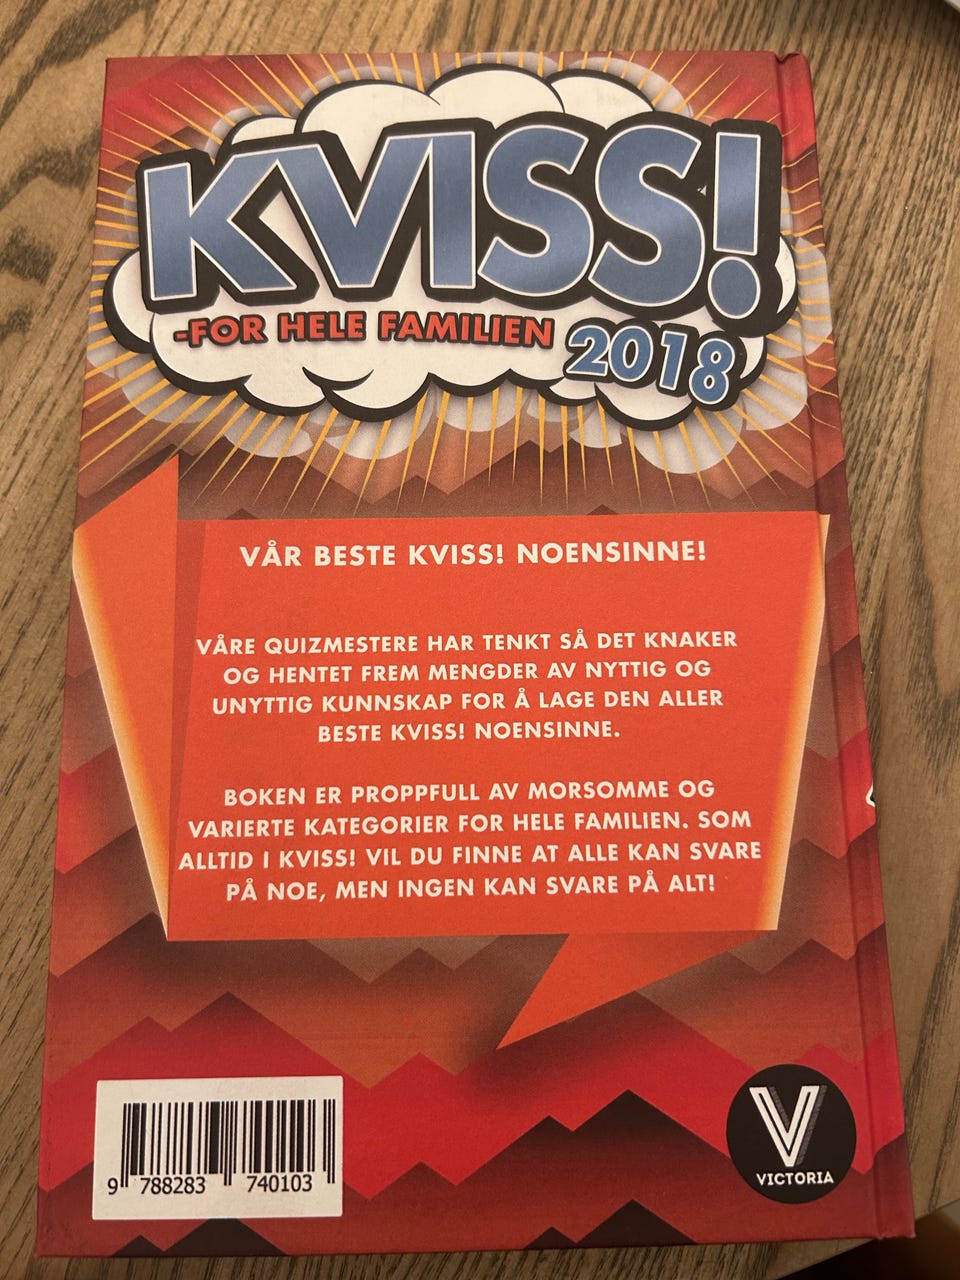 KVISS!
-FOR HELE FAMILIEN 2018
VÅR BESTE KVISS! NOENSINNE!
VÅRE QUIZMESTERE HAR TENKT SÅ DET KNAKER
OG HENTET FREM MENGDER AV NYTTIG OG
UNYTTIG KUNNSKAP FOR Å LAGE DEN ALLER
BESTE KVISS! NOENSINNE.
BOKEN ER PROPPFULL AV MORSOMME OG
VARIERTE KATEGORIER FOR HELE FAMILIEN. SOM
ALLTID I KVISS! VIL DU FINNE AT ALLE KAN SVARE
PÅ NOE, MEN INGEN KAN SVARE PÅ ALT!
9 788283 740103
V
VICTORIA